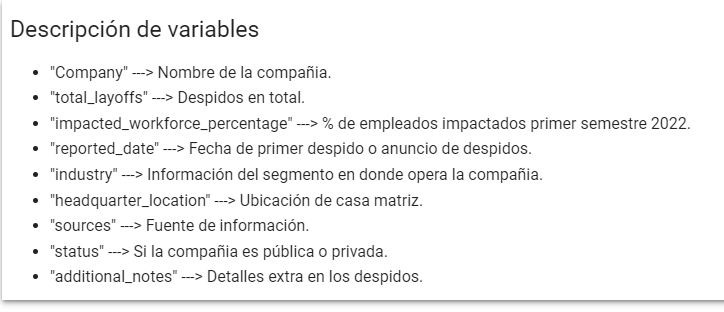 Descripción de variables
• "Company" ---> Nombre de la compañia.
• "total_layoffs" ---> Despidos en total.
• "impacted_workforce_percentage" ---> % de empleados impactados primer semestre 2022.
• "reported_date" ---> Fecha de primer despido o anuncio de despidos.
• "industry" ---> Información del segmento en donde opera la compañia.
• "headquarter_location" ---> Ubicación de casa matriz.
• "sources" ---> Fuente de información.
• "status" ---> Si la compañia es pública o privada.
• "additional_notes" ---> Detalles extra en los despidos.